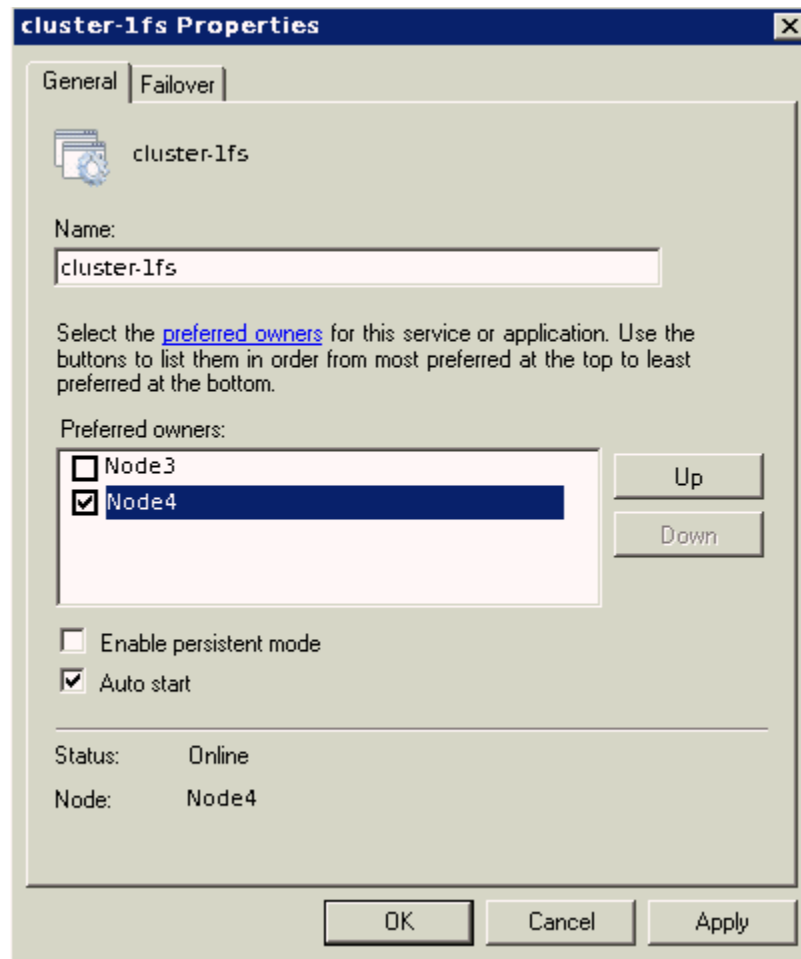 cluster-1fs Properties
General
Failover
cluster-1fs
Name:
cluster-1fs
Select the preferred owners for this service or application. Use the
buttons to list them in order from most preferred at the top to least
preferred at the bottom.
Preferred owners:
Node3
Node4
Up
Down
Enable persistent mode
Auto start
Status: Online
Node: Node4
OK
Cancel
Apply